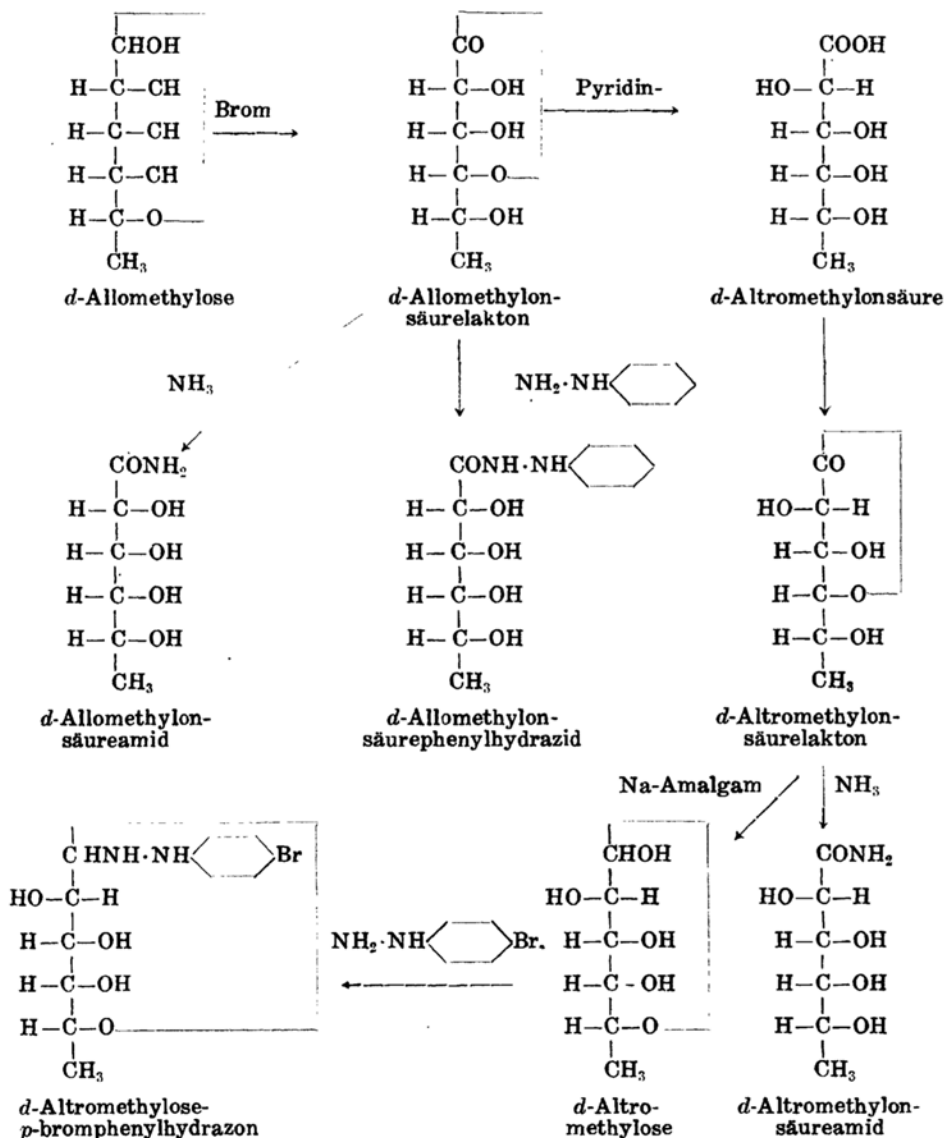 CHOH CO COOH
H–C–CH H–C–OH HO–C–H
Brom Pyridin-
H–C–CH H–C–OH H–C–OH
H–C–CH H–C–O H–C–OH
H–C–O H–C–OH H–C–OH
CH₃ CH₃ CH₃
d-Allomethylose d-Allomethylon- d-Altromethylonsäure
säurelakton
NH₃ NH₂·NH
CONH₂ CONH·NH CO
H–C–OH H–C–OH HO–C–H
H–C–OH H–C–OH H–C–OH
H–C–OH H–C–OH H–C–O
H–C–OH H–C–OH H–C–OH
CH₃ CH₃ CH₃
d-Allomethylon- d-Allomethylon- d-Altromethylon-
säureamid säurephenylhydrazid säurelakton
Na-Amalgam NH₃
CHNH·NH Br CHOH CONH₂
HO–C–H HO–C–H HO–C–H
H–C–OH NH₂·NH Br. H–C–OH H–C–OH
H–C–OH H–C-OH H–C–OH
H–C–O H–C–O H–C–OH
CH₃ CH₃ CH₃
d-Altromethylose- d-Altro- d-Altromethylon-
p-bromphenylhydrazon methylose säureamid